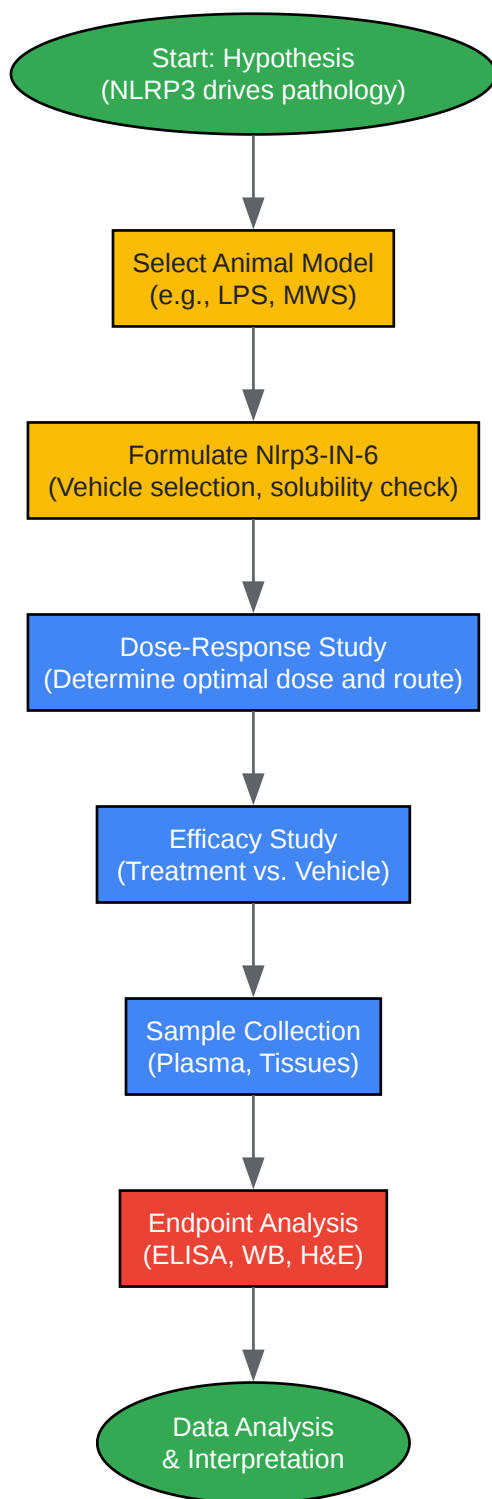 Start: Hypothesis
(NLRP3 drives pathology)
Select Animal Model
(e.g., LPS, MWS)
Formulate Nlrp3-IN-6
(Vehicle selection, solubility check)
Dose-Response Study
(Determine optimal dose and route)
Efficacy Study
(Treatment vs. Vehicle)
Sample Collection
(Plasma, Tissues)
Endpoint Analysis
(ELISA, WB, H&E)
Data Analysis
& Interpretation